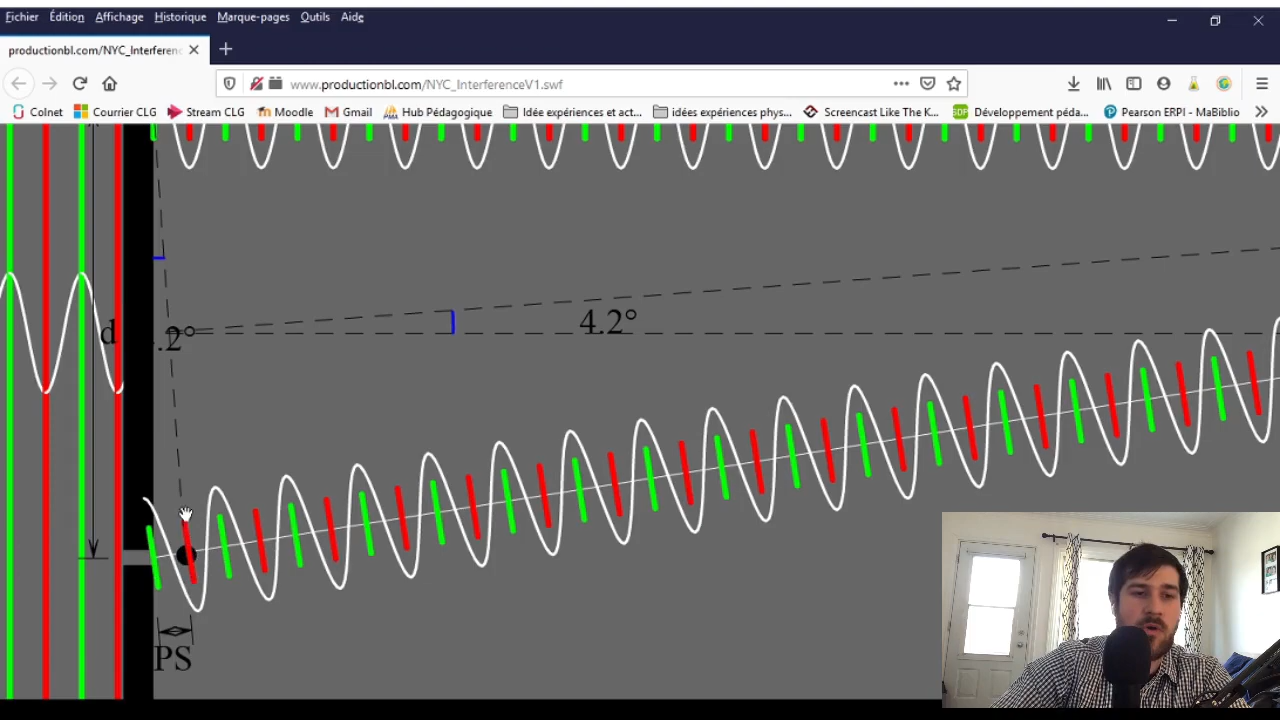 Fichier Édition Affichage Historique Marque-pages Outils Aide
productionbl.com/NYC_Interferenc
www.productionbl.com/NYC_InterferenceV1.swf
Colnet Courrier CLG Stream CLG Moodle Gmail Hub Pédagogique Idée expériences et act... idées expériences phys... Screencast Like The K... Développement péda... Pearson ERPI - MaBiblio
4.2°
d .2°
PS